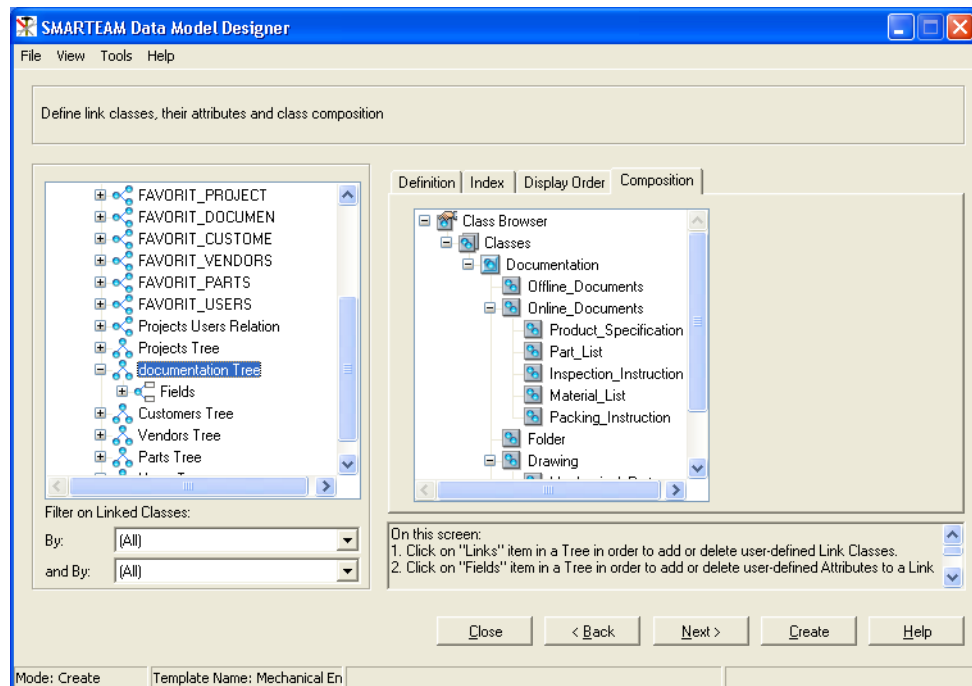 SMARTEAM Data Model Designer
File View Tools Help
Define link classes, their attributes and class composition
FAVORIT_PROJECT
FAVORIT_DOCUMEN
FAVORIT_CUSTOME
FAVORIT_VENDORS
FAVORIT_PARTS
FAVORIT_USERS
Projects Users Relation
Projects Tree
documentation Tree
Fields
Customers Tree
Vendors Tree
Parts Tree
Filter on Linked Classes:
By: (All)
and By: (All)
Definition Index Display Order Composition
Class Browser
Classes
Documentation
Offline_Documents
Online_Documents
Product_Specification
Part_List
Inspection_Instruction
Material_List
Packing_Instruction
Folder
Drawing
On this screen:
1. Click on "Links" item in a Tree in order to add or delete user-defined Link Classes.
2. Click on "Fields" item in a Tree in order to add or delete user-defined Attributes to a Link
Close < Back Next > Create Help
Mode: Create Template Name: Mechanical En